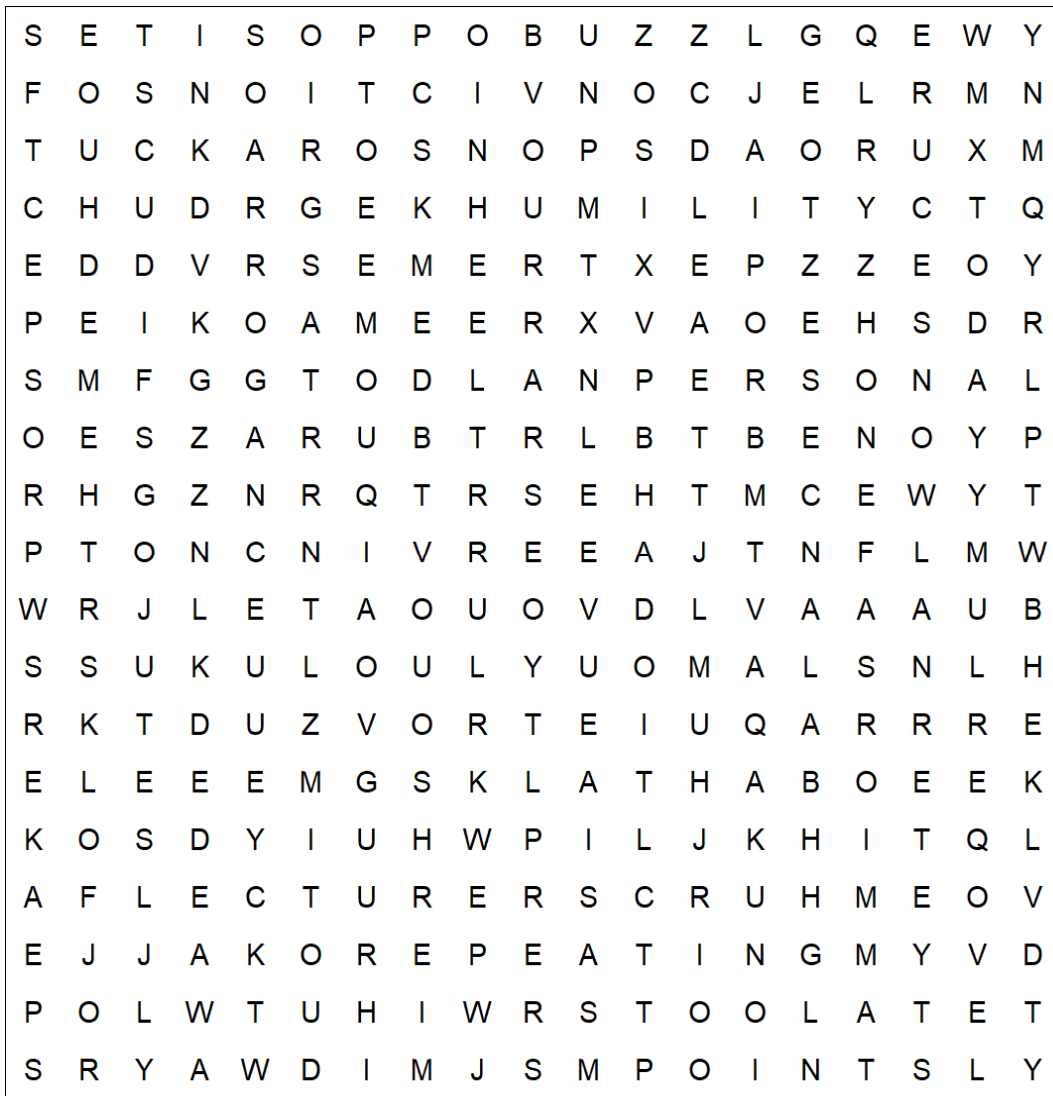 S E T I S O P P O B U Z Z L G Q E W Y
F O S N O I T C I V N O C J E L R M N
T U C K A R O S N O P S D A O R U X M
C H U D R G E K H U M I L I T Y C T Q
E D D V R S E M E R T X E P Z Z E O Y
P E I K O A M E E R X V A O E H S D R
S M F G G T O D L A N P E R S O N A L
O E S Z A R U B T R L B T B E N O Y P
R H G Z N R Q T R S E H T M C E W Y T
P T O N C N I V R E E A J T N F L M W
W R J L E T A O U O V D L V A A A U B
S S U K U L O U L Y U O M A L S N L H
R K T D U Z V O R T E I U Q A R R R E
E L E E E M G S K L A T H A B O E E K
K O S D Y I U H W P I L J K H I T Q L
A F L E C T U R E R S C R U H M E O V
E J J A K O R E P E A T I N G M Y V D
P O L W T U H I W R S T O O L A T E T
S R Y A W D I M J S M P O I N T S L Y